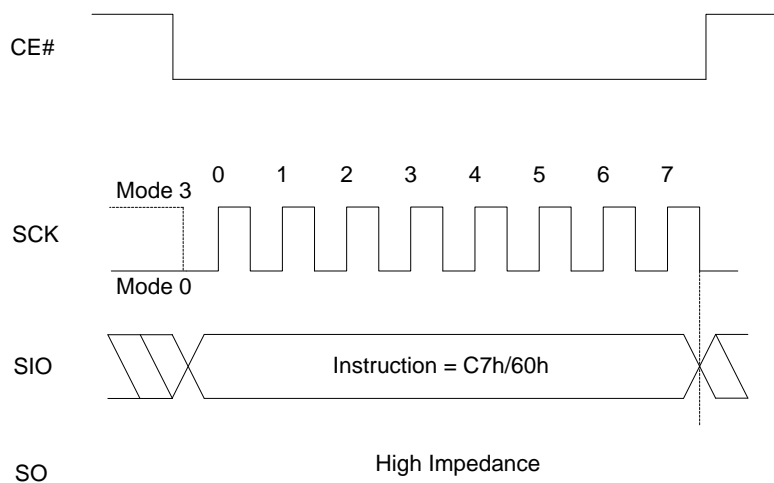 CE#
0 1 2 3 4 5 6 7
Mode 3
SCK
Mode 0
SIO
Instruction = C7h/60h
SO
High Impedance